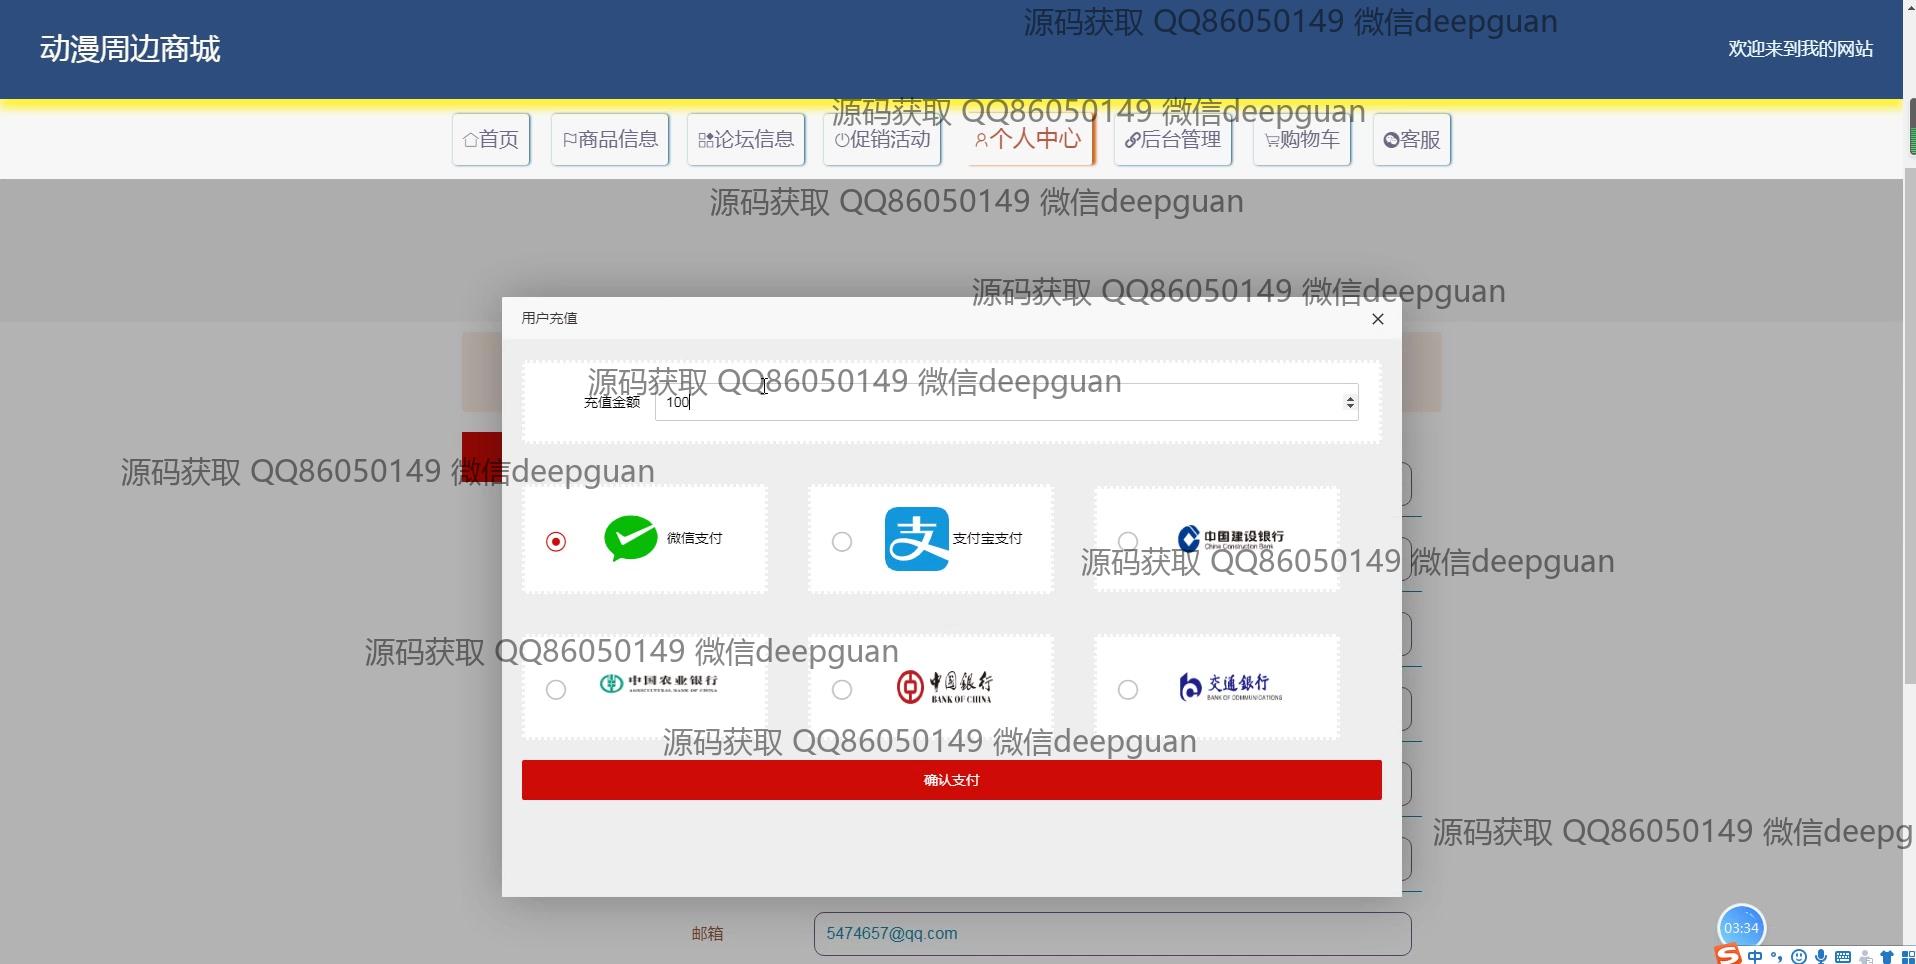 源码获取 QQ86050149 微信deepguan
动漫周边商城
欢迎来到我的网站
源码获取 QQ86050149 微信deepguan
首页
商品信息
论坛信息
促销活动
个人中心
后台管理
购物车
客服
源码获取 QQ86050149 微信deepguan
源码获取 QQ86050149 微信deepguan
用户充值
源码获取 QQ86050149 微信deepguan
充值金额
100
源码获取 QQ86050149 微信deepguan
微信支付
支
支付宝支付
中国建设银行
China Construction Bank
源码获取 QQ86050149 微信deepguan
源码获取 QQ86050149 微信deepguan
中国农业银行
AGRICULTURAL BANK OF CHINA
中國銀行
BANK OF CHINA
交通銀行
BANK OF COMMUNICATIONS
源码获取 QQ86050149 微信deepguan
确认支付
源码获取 QQ86050149 微信deepg
邮箱
5474657@qq.com
03:34
S
中